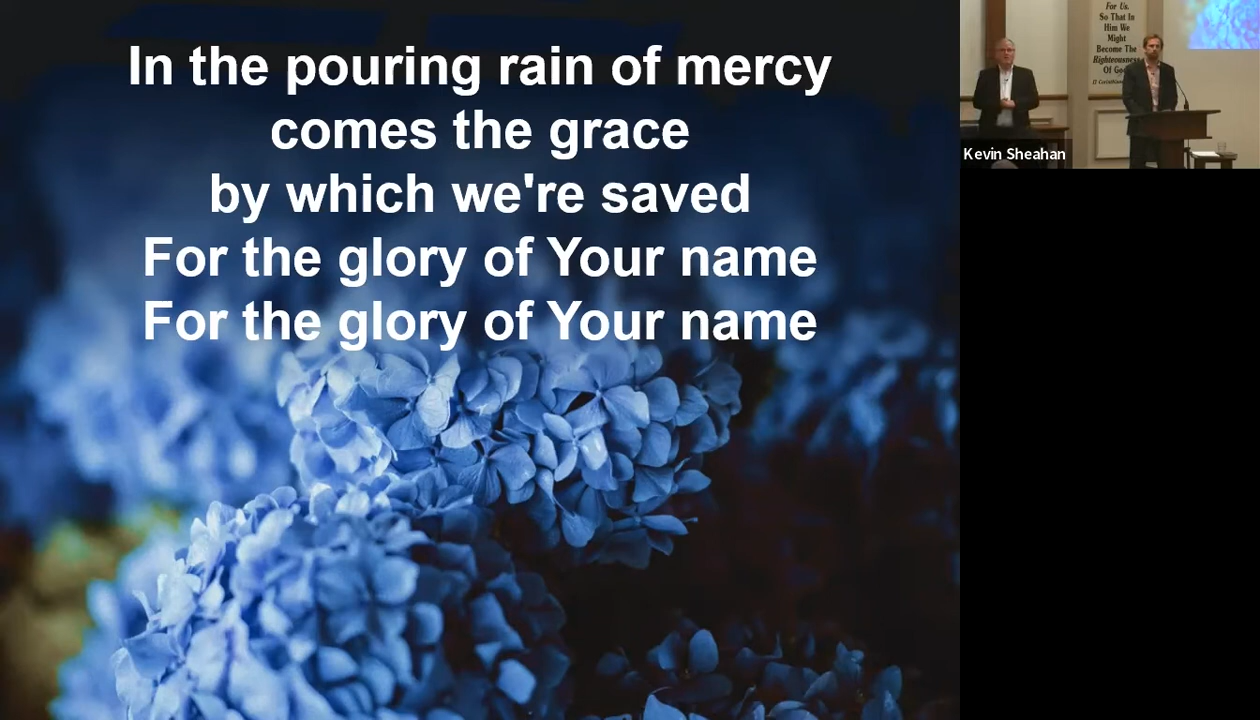 In the pouring rain of mercy
comes the grace
by which we're saved
For the glory of Your name
For the glory of Your name
For Us.
So That In
Him We
Might
Become The
Righteousness
Kevin Sheahan